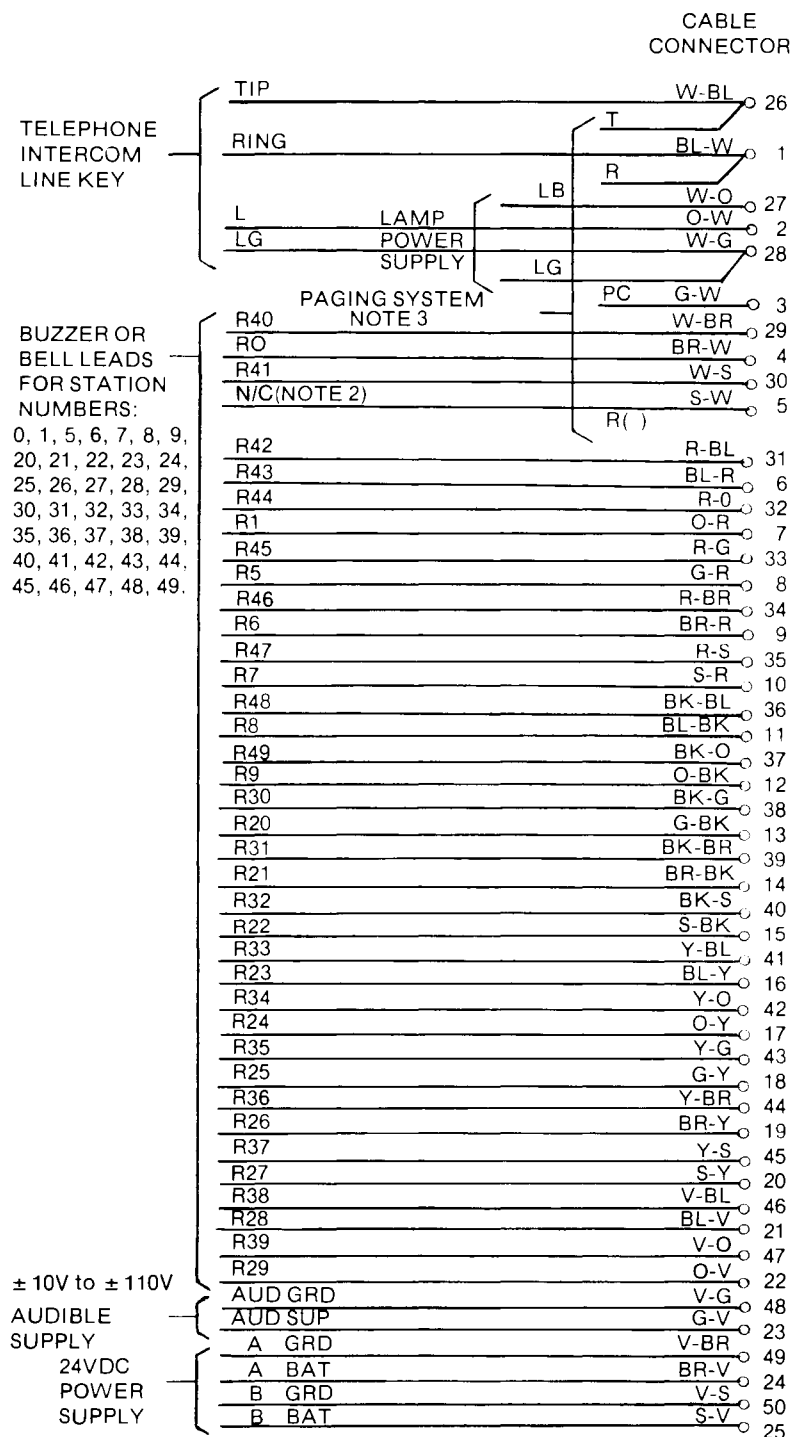 CABLE
CONNECTOR
TIP W-BL 26
T
TELEPHONE
INTERCOM
LINE KEY
RING BL-W 1
R
LB W-O 27
L LAMP O-W 2
LG POWER W-G 28
SUPPLY LG
PAGING SYSTEM PC G-W 3
NOTE 3
BUZZER OR
BELL LEADS
FOR STATION
NUMBERS:
0, 1, 5, 6, 7, 8, 9,
20, 21, 22, 23, 24,
25, 26, 27, 28, 29,
30, 31, 32, 33, 34,
35, 36, 37, 38, 39,
40, 41, 42, 43, 44,
45, 46, 47, 48, 49.
R40 W-BR 29
RO BR-W 4
R41 W-S 30
N/C(NOTE 2) S-W 5
R( )
R42 R-BL 31
R43 BL-R 6
R44 R-0 32
R1 O-R 7
R45 R-G 33
R5 G-R 8
R46 R-BR 34
R6 BR-R 9
R47 R-S 35
R7 S-R 10
R48 BK-BL 36
R8 BL-BK 11
R49 BK-O 37
R9 O-BK 12
R30 BK-G 38
R20 G-BK 13
R31 BK-BR 39
R21 BR-BK 14
R32 BK-S 40
R22 S-BK 15
R33 Y-BL 41
R23 BL-Y 16
R34 Y-O 42
R24 O-Y 17
R35 Y-G 43
R25 G-Y 18
R36 Y-BR 44
R26 BR-Y 19
R37 Y-S 45
R27 S-Y 20
R38 V-BL 46
R28 BL-V 21
R39 V-O 47
R29 O-V 22
± 10V to ± 110V
AUDIBLE
SUPPLY
AUD GRD V-G 48
AUD SUP G-V 23
24VDC
POWER
SUPPLY
A GRD V-BR 49
A BAT BR-V 24
B GRD V-S 50
B BAT S-V 25